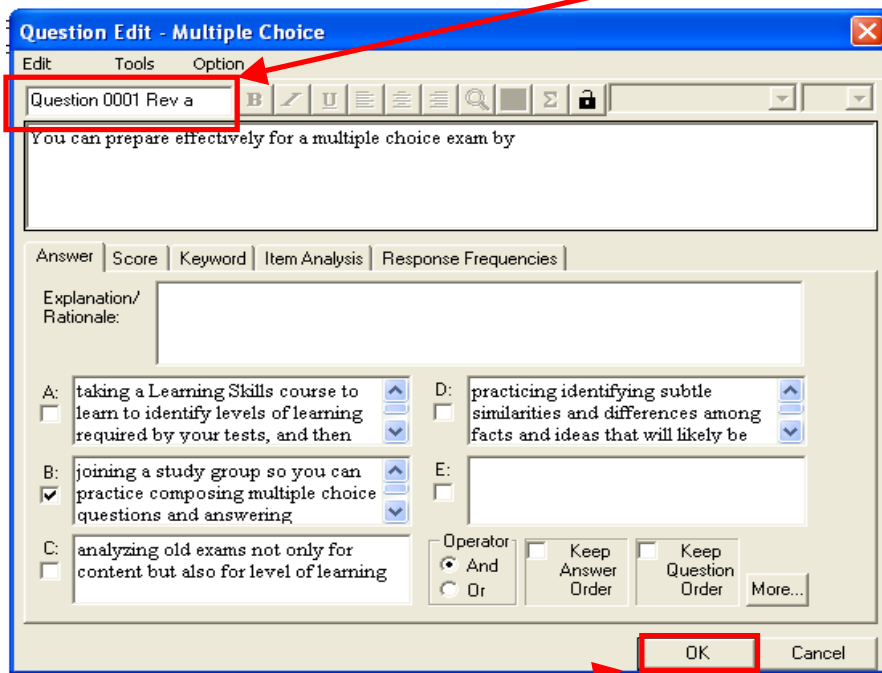 Question Edit - Multiple Choice
Edit Tools Option
Question 0001 Rev a B I U Σ
You can prepare effectively for a multiple choice exam by
Answer Score Keyword Item Analysis Response Frequencies
Explanation/
Rationale:
A: taking a Learning Skills course to
learn to identify levels of learning
required by your tests, and then
D: practicing identifying subtle
similarities and differences among
facts and ideas that will likely be
B: joining a study group so you can
practice composing multiple choice
questions and answering
E:
C: analyzing old exams not only for
content but also for level of learning
Operator
And
Or
Keep
Answer
Order
Keep
Question
Order
More...
OK Cancel